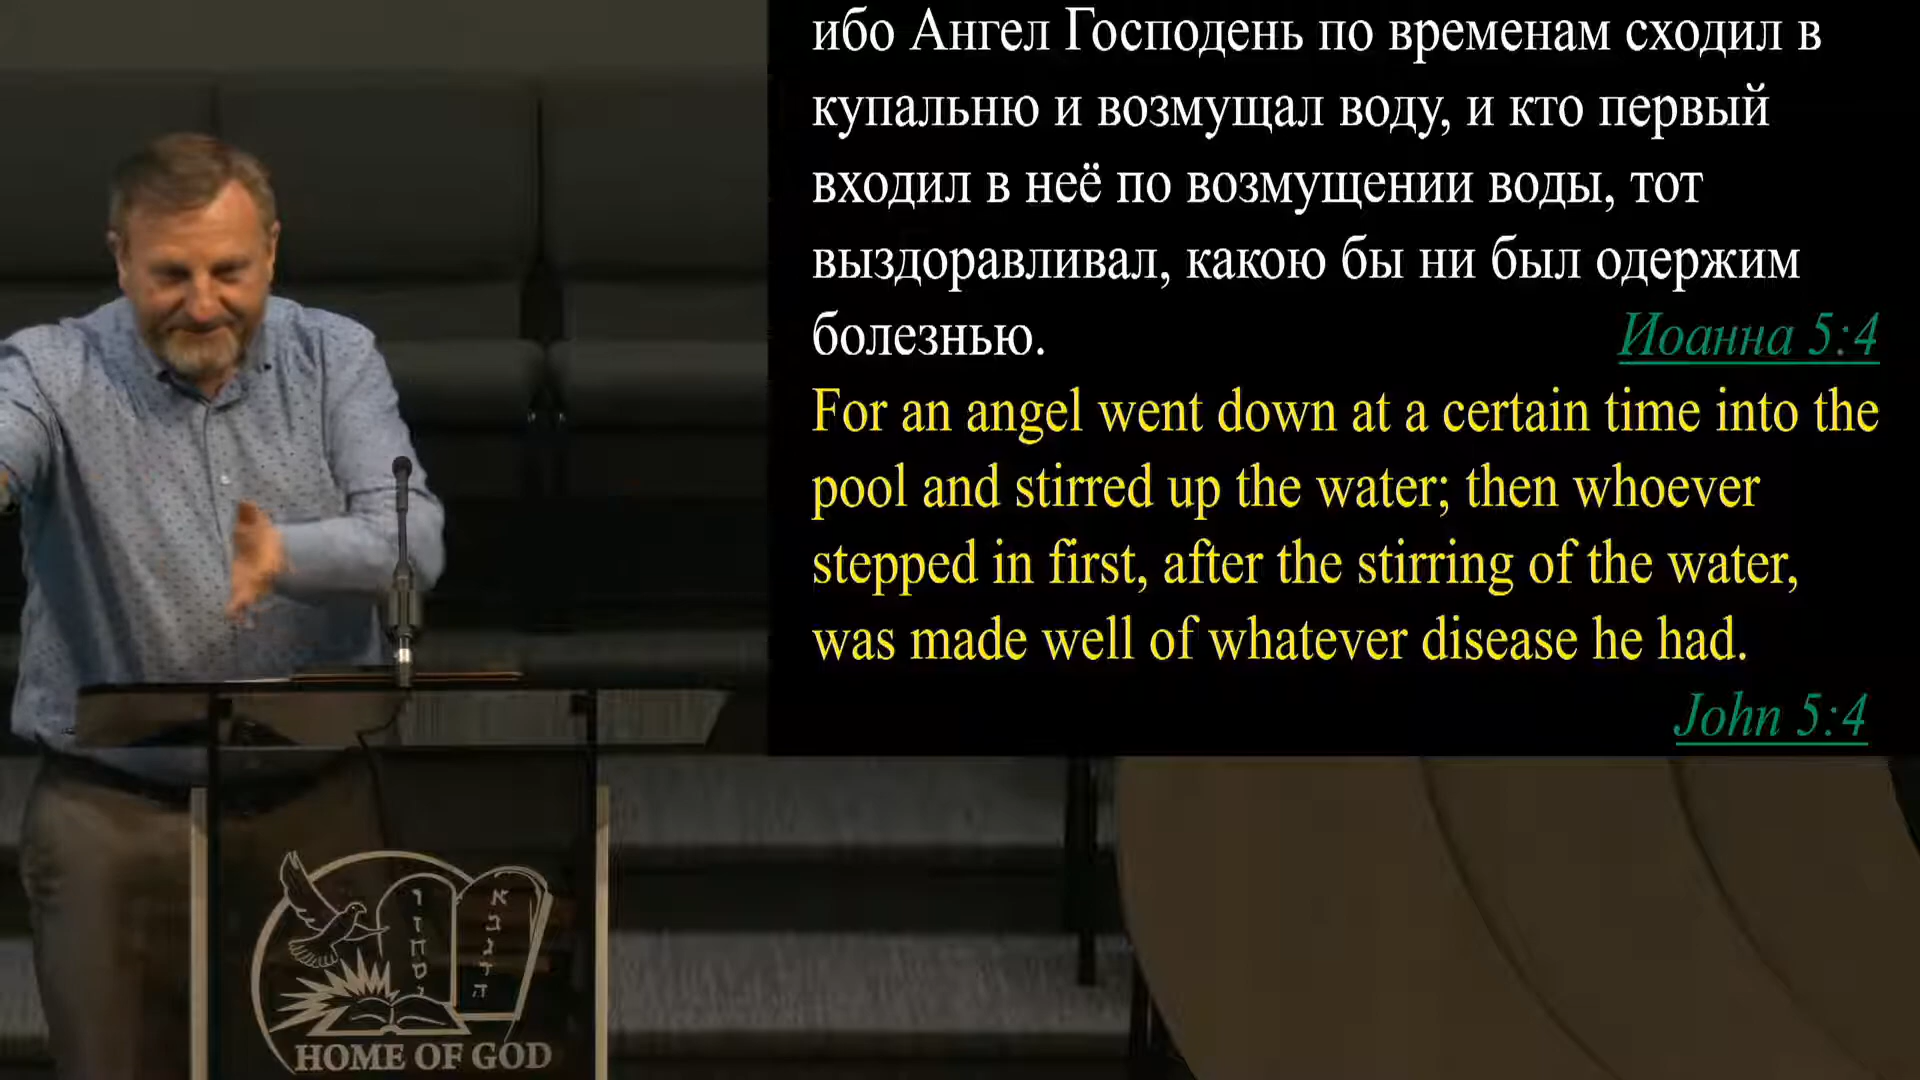 ибо Ангел Господень по временам сходил в
купальню и возмущал воду, и кто первый
входил в неё по возмущении воды, тот
выздоравливал, какою бы ни был одержим
болезнью.
Иоанна 5:4
For an angel went down at a certain time into the
pool and stirred up the water; then whoever
stepped in first, after the stirring of the water,
was made well of whatever disease he had.
John 5:4
HOME OF GOD